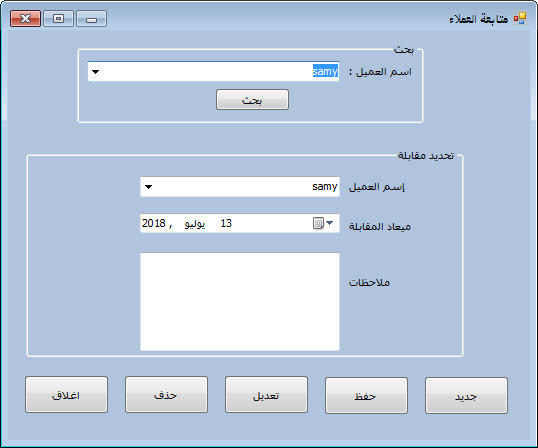 متابعة العملاء
بحث
اسم العميل : samy
بحث
تحديد مقابلة
إسم العميل samy
ميعاد المقابلة 13 يوليو , 2018
ملاحظات
جديد حفظ تعديل حذف اغلاق